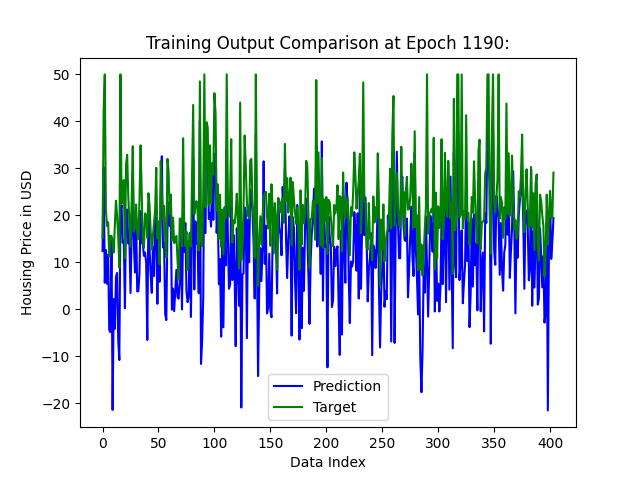 Training Output Comparison at Epoch 1190:
Housing Price in USD
50
40
30
20
10
0
−10
−20
Prediction
Target
0 50 100 150 200 250 300 350 400
Data Index